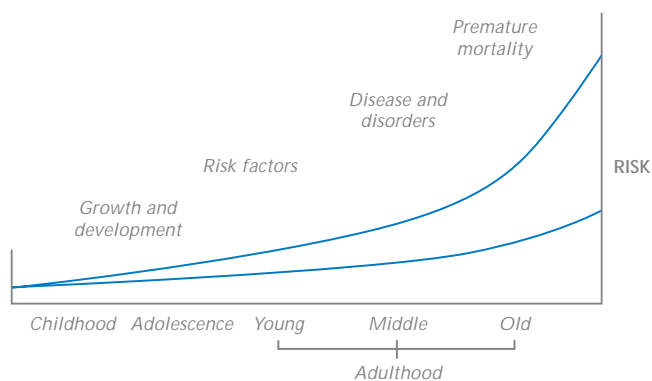 Premature
mortality
Disease and
disorders
Risk factors
RISK
Growth and
development
Childhood Adolescence Young Middle Old
Adulthood